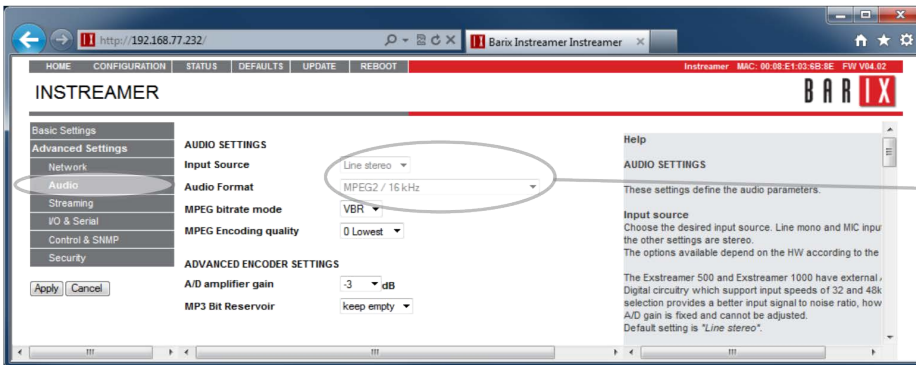 http://192.168.77.232/
Barix Instreamer Instreamer
HOME CONFIGURATION STATUS DEFAULTS UPDATE REBOOT
Instreamer MAC: 00:08:E1:03:6B:8E FW V04.02
INSTREAMER
BARIX
Basic Settings
Advanced Settings
Network
Audio
Streaming
I/O & Serial
Control & SNMP
Security
Apply Cancel
AUDIO SETTINGS
Input Source Line stereo
Audio Format MPEG2 / 16 kHz
MPEG bitrate mode VBR
MPEG Encoding quality 0 Lowest
ADVANCED ENCODER SETTINGS
A/D amplifier gain -3 dB
MP3 Bit Reservoir keep empty
Help
AUDIO SETTINGS
These settings define the audio parameters.
Input source
Choose the desired input source. Line mono and MIC inpu
the other settings are stereo.
The options available depend on the HW according to the
The Exstreamer 500 and Exstreamer 1000 have external
Digital circuitry which support input speeds of 32 and 48k
selection provides a better input signal to noise ratio, how
A/D gain is fixed and cannot be adjusted.
Default setting is "Line stereo".